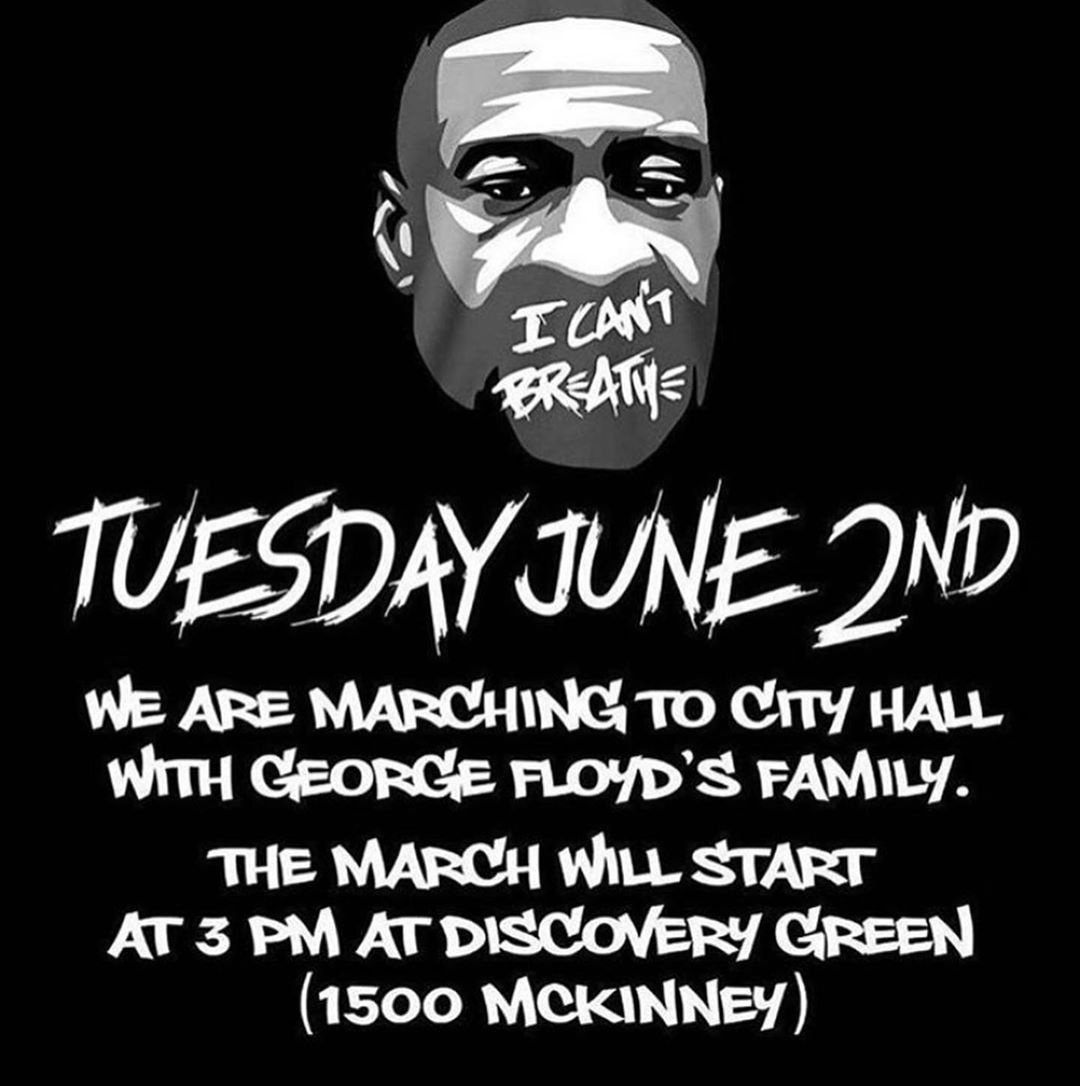 I CAN'T
BREATHE
TUESDAY JUNE 2ND
WE ARE MARCHING TO CITY HALL
WITH GEORGE FLOYD'S FAMILY.
THE MARCH WILL START
AT 3 PM AT DISCOVERY GREEN
(1500 MCKINNEY)